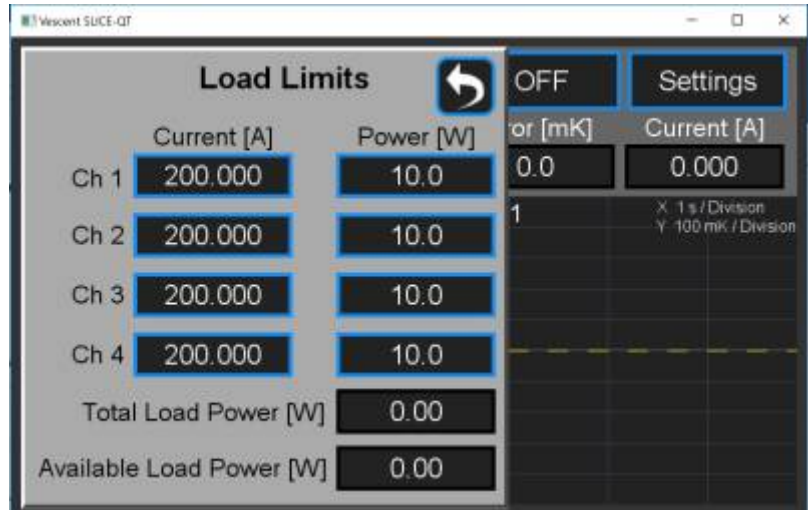 Vescent SLICE-QT
Load Limits
OFF
Settings
Current [A]
Power [W]
or [mK]
Current [A]
Ch 1
200.000
10.0
0.0
0.000
1
X 1 s / Division
Y 100 mK / Division
Ch 2
200.000
10.0
Ch 3
200.000
10.0
Ch 4
200.000
10.0
Total Load Power [W]
0.00
Available Load Power [W]
0.00